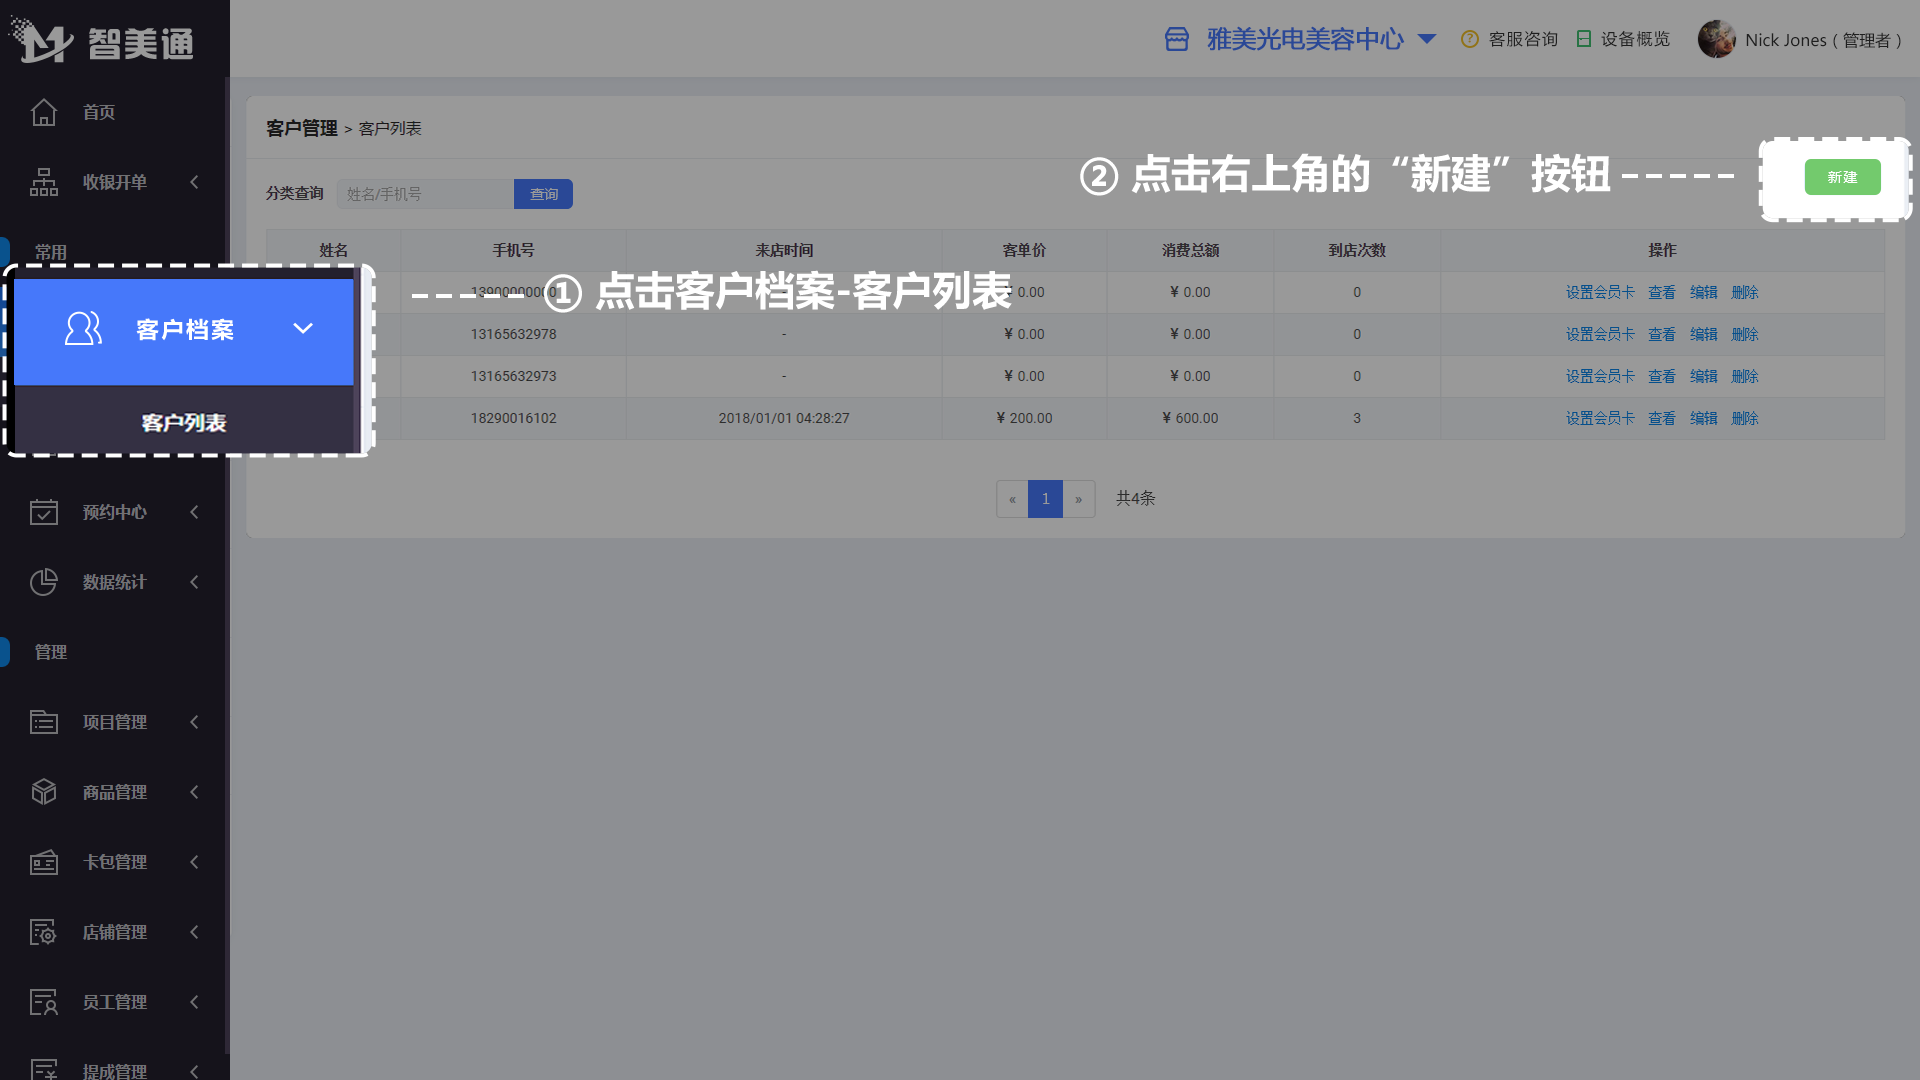 智美通
雅美光电美容中心
客服咨询
设备概览
Nick Jones ( 管理者 )
首页
收银开单
常用
客户档案
客户列表
预约中心
数据统计
管理
项目管理
商品管理
卡包管理
店铺管理
员工管理
提成管理
客户管理 > 客户列表
② 点击右上角的“新建”按钮
新建
分类查询 姓名/手机号 查询
姓名 手机号 来店时间 客单价 消费总额 到店次数 操作
① 点击客户档案-客户列表
13900000000 - ¥ 0.00 ¥ 0.00 0 设置会员卡 查看 编辑 删除
13165632978 - ¥ 0.00 ¥ 0.00 0 设置会员卡 查看 编辑 删除
13165632973 - ¥ 0.00 ¥ 0.00 0 设置会员卡 查看 编辑 删除
18290016102 2018/01/01 04:28:27 ¥ 200.00 ¥ 600.00 3 设置会员卡 查看 编辑 删除
« 1 » 共4条